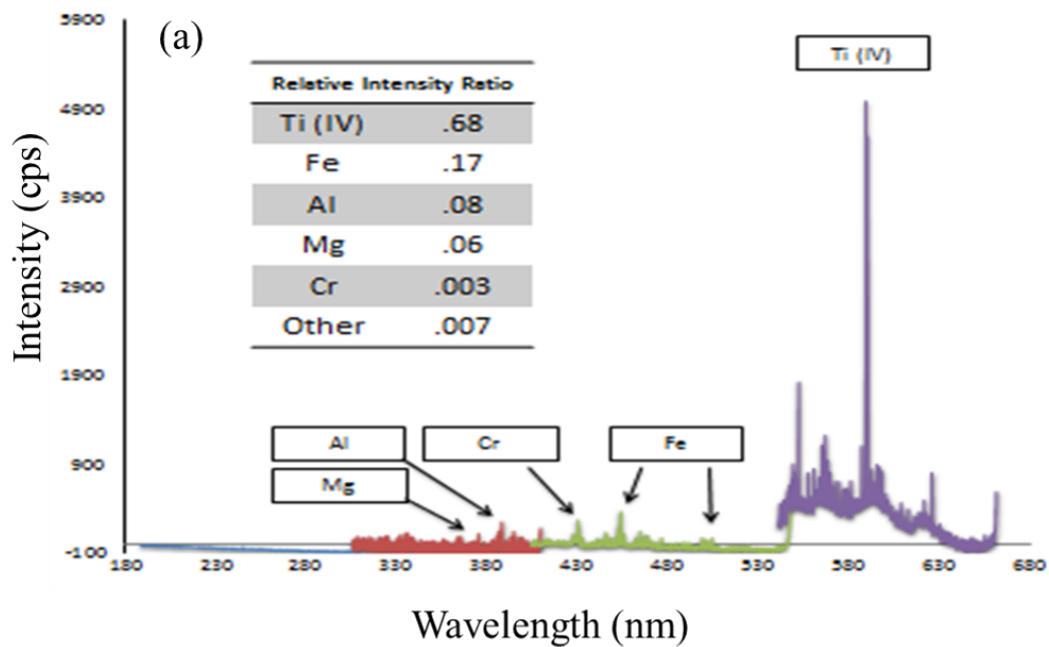 (a)
Ti (IV)
Relative Intensity Ratio
Ti (IV) .68
Fe .17
Al .08
Mg .06
Cr .003
Other .007
Intensity (cps)
5900
4900
3900
2900
1900
900
-100
Al
Cr
Fe
Mg
180 230 280 330 380 430 480 530 580 630 680
Wavelength (nm)